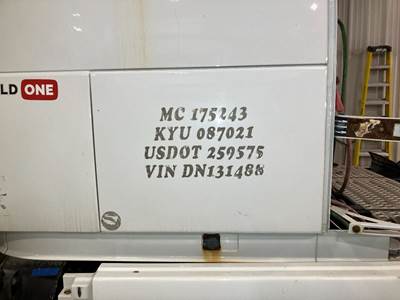 LD ONE
MC 175243
KYU 087021
USDOT 259575
VIN DN131488